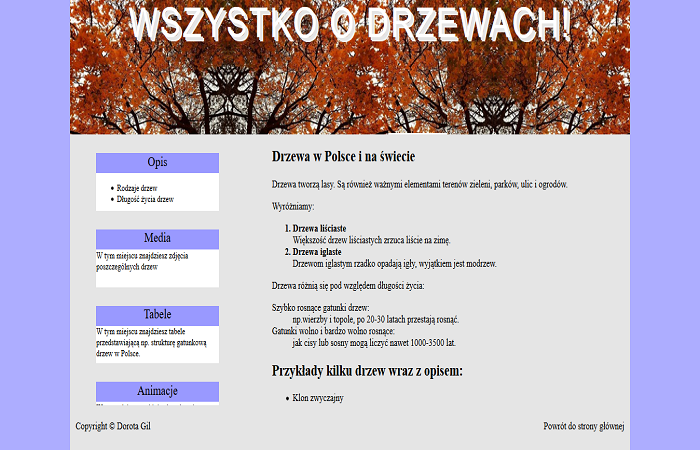 WSZYSTKO O DRZEWACH!
Opis
Rodzaje drzew
Długość życia drzew
Media
W tym miejscu znajdziesz zdjęcia
poszczególnych drzew
Tabele
W tym miejscu znajdziesz tabele
przedstawiającą np. strukturę gatunkową
drzew w Polsce.
Animacje
Drzewa w Polsce i na świecie
Drzewa tworzą lasy. Są również ważnymi elementami terenów zieleni, parków, ulic i ogrodów.
Wyróżniamy:
1. Drzewa liściaste
Większość drzew liściastych zrzuca liście na zimę.
2. Drzewa iglaste
Drzewom iglastym rzadko opadają igły, wyjątkiem jest modrzew.
Drzewa różnią się pod względem długości życia:
Szybko rosnące gatunki drzew:
np.wierzby i topole, po 20-30 latach przestają rosnąć.
Gatunki wolno i bardzo wolno rosnące:
jak cisy lub sosny mogą liczyć nawet 1000-3500 lat.
Przykłady kilku drzew wraz z opisem:
Klon zwyczajny
Copyright © Dorota Gil
Powrót do strony głównej